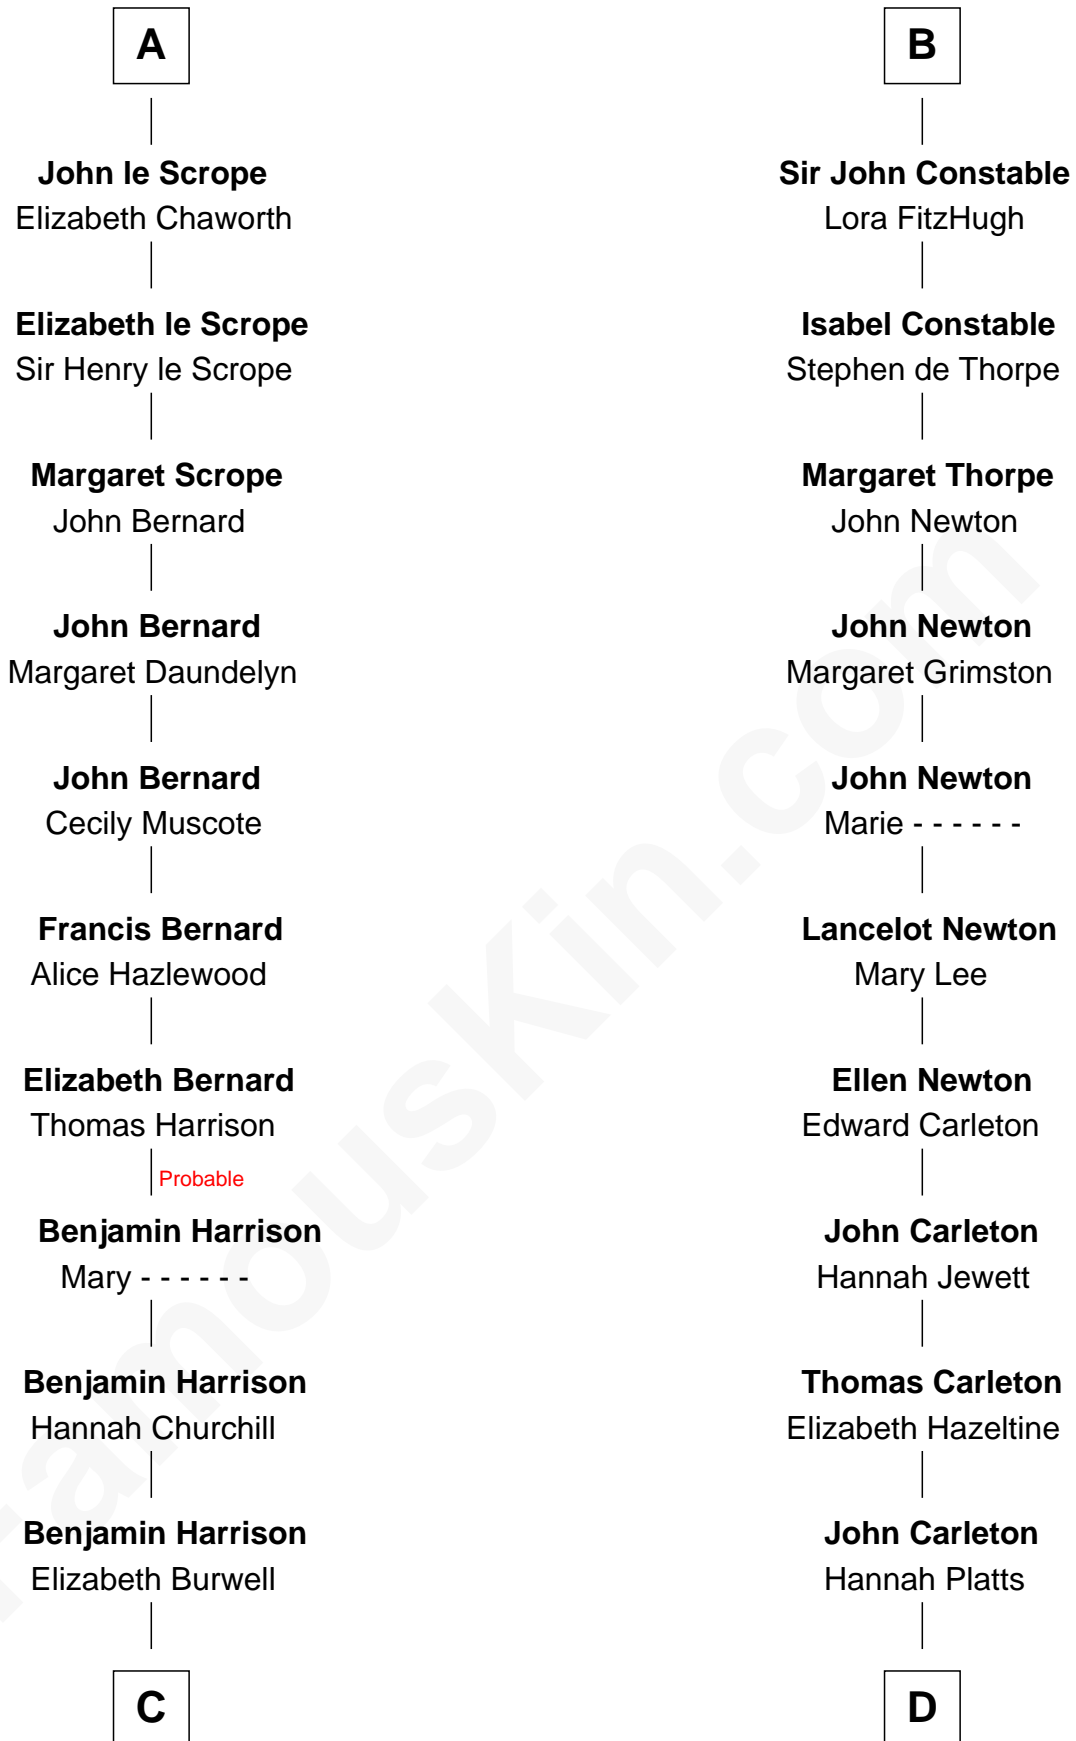 A
John le Scrope
Elizabeth Chaworth
Elizabeth le Scrope
Sir Henry le Scrope
Margaret Scrope
John Bernard
John Bernard
Margaret Daundelyn
John Bernard
Cecily Muscote
Francis Bernard
Alice Hazlewood
Elizabeth Bernard
Thomas Harrison
Probable
Benjamin Harrison
Mary - - - - - -
Benjamin Harrison
Hannah Churchill
Benjamin Harrison
Elizabeth Burwell
C
B
Sir John Constable
Lora FitzHugh
Isabel Constable
Stephen de Thorpe
Margaret Thorpe
John Newton
John Newton
Margaret Grimston
John Newton
Marie - - - - - -
Lancelot Newton
Mary Lee
Ellen Newton
Edward Carleton
John Carleton
Hannah Jewett
Thomas Carleton
Elizabeth Hazeltine
John Carleton
Hannah Platts
D
FamousKin.com